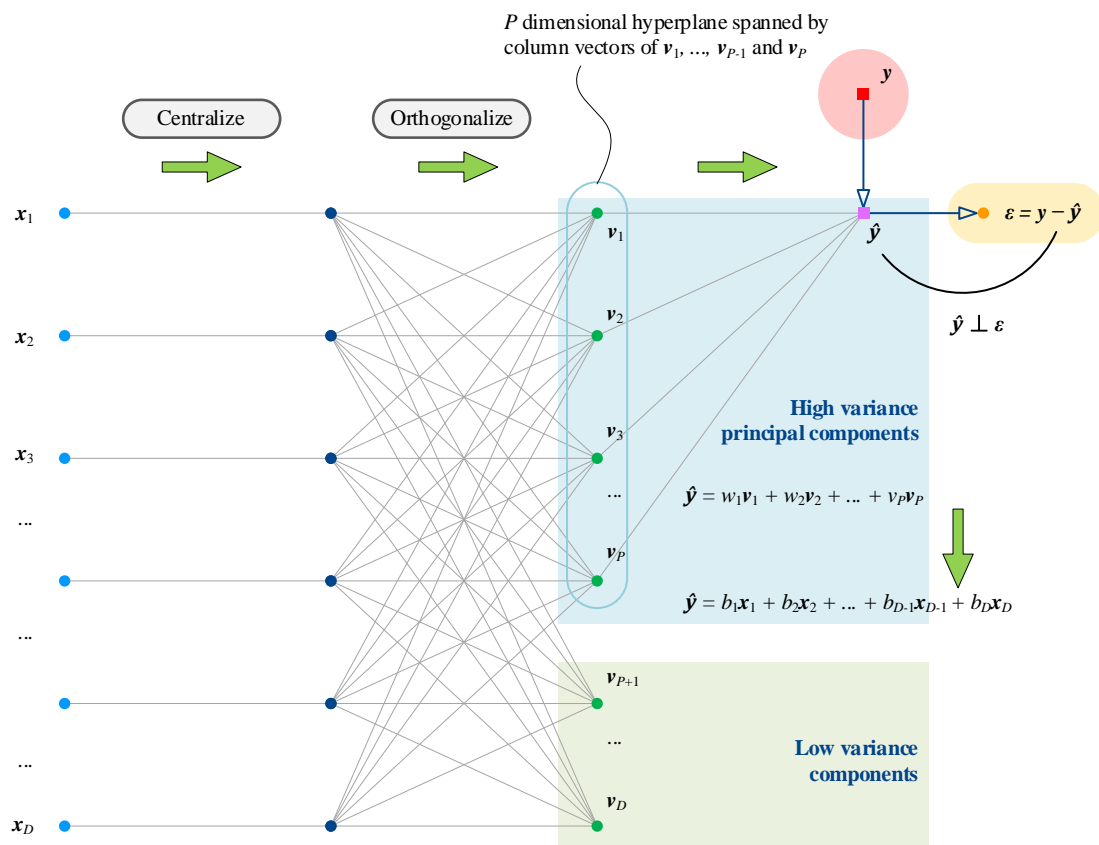 P dimensional hyperplane spanned by
column vectors of v1, ..., vP-1 and vP
y
Centralize
Orthogonalize
x1
v1
ŷ
ε = y − ŷ
x2
v2
ŷ ⊥ ε
High variance
principal components
x3
v3
...
...
ŷ = w1v1 + w2v2 + ... + vPvP
vP
ŷ = b1x1 + b2x2 + ... + bD-1xD-1 + bDxD
...
vP+1
...
Low variance
components
...
xD
vD